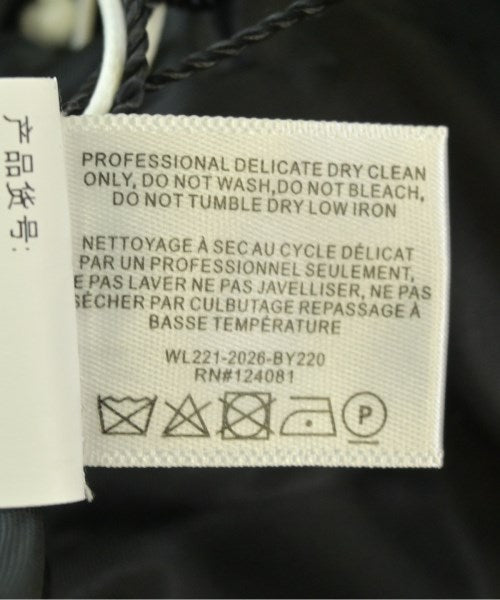 产品货号:
PROFESSIONAL DELICATE DRY CLEAN
ONLY, DO NOT WASH,DO NOT BLEACH,
DO NOT TUMBLE DRY LOW IRON
NETTOYAGE À SEC AU CYCLE DÉLICAT
PAR UN PROFESSIONNEL SEULEMENT,
E PAS LAVER NE PAS JAVELLISER, NE PAS
SÉCHER PAR CULBUTAGE REPASSAGE À
BASSE TEMPÉRATURE
WL221-2026-BY220
RN#124081
P